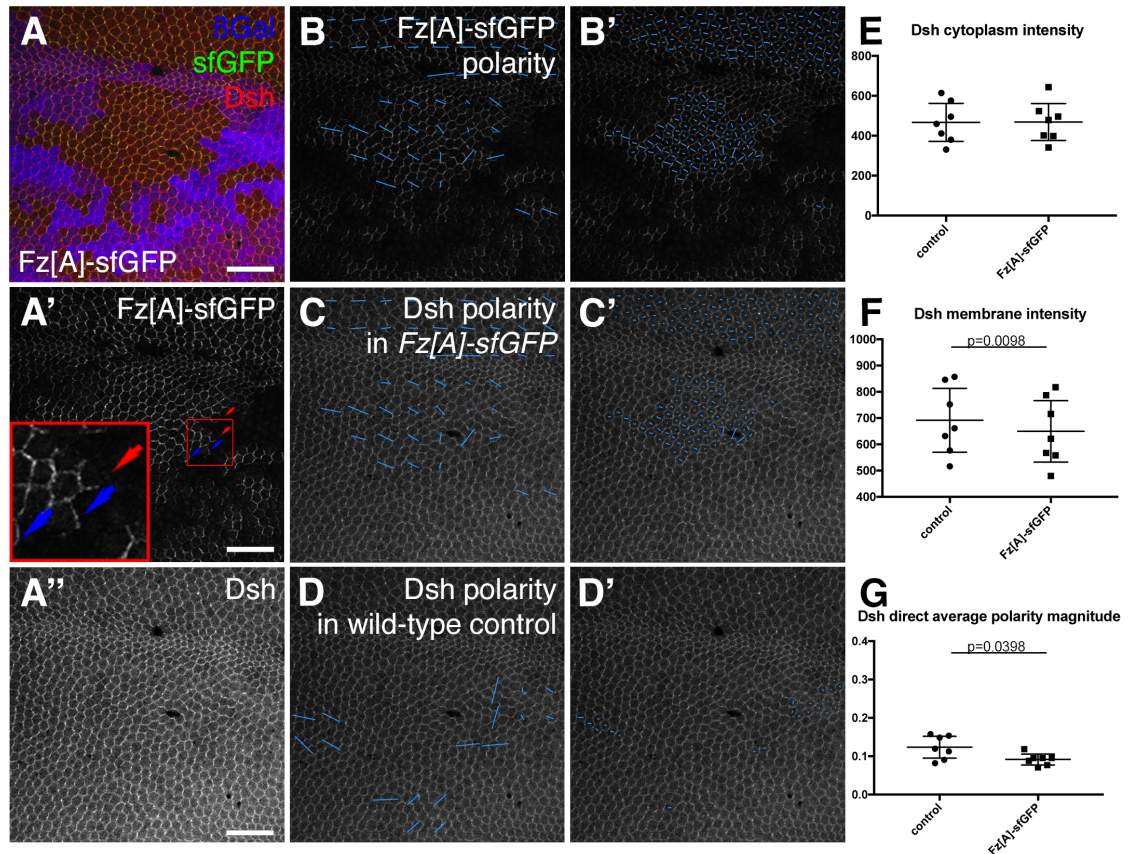 A
βGal
sfGFP
Dsh
Fz[A]-sfGFP
B
Fz[A]-sfGFP
polarity
B'
E
Dsh cytoplasm intensity
800
600
400
200
0
control
Fz[A]-sfGFP
A'
Fz[A]-sfGFP
C
Dsh polarity
in Fz[A]-sfGFP
C'
F
Dsh membrane intensity
p=0.0098
1000
900
800
700
600
500
400
control
Fz[A]-sfGFP
A''
Dsh
D
Dsh polarity
in wild-type control
D'
G
Dsh direct average polarity magnitude
p=0.0398
0.4
0.3
0.2
0.1
0.0
control
Fz[A]-sfGFP